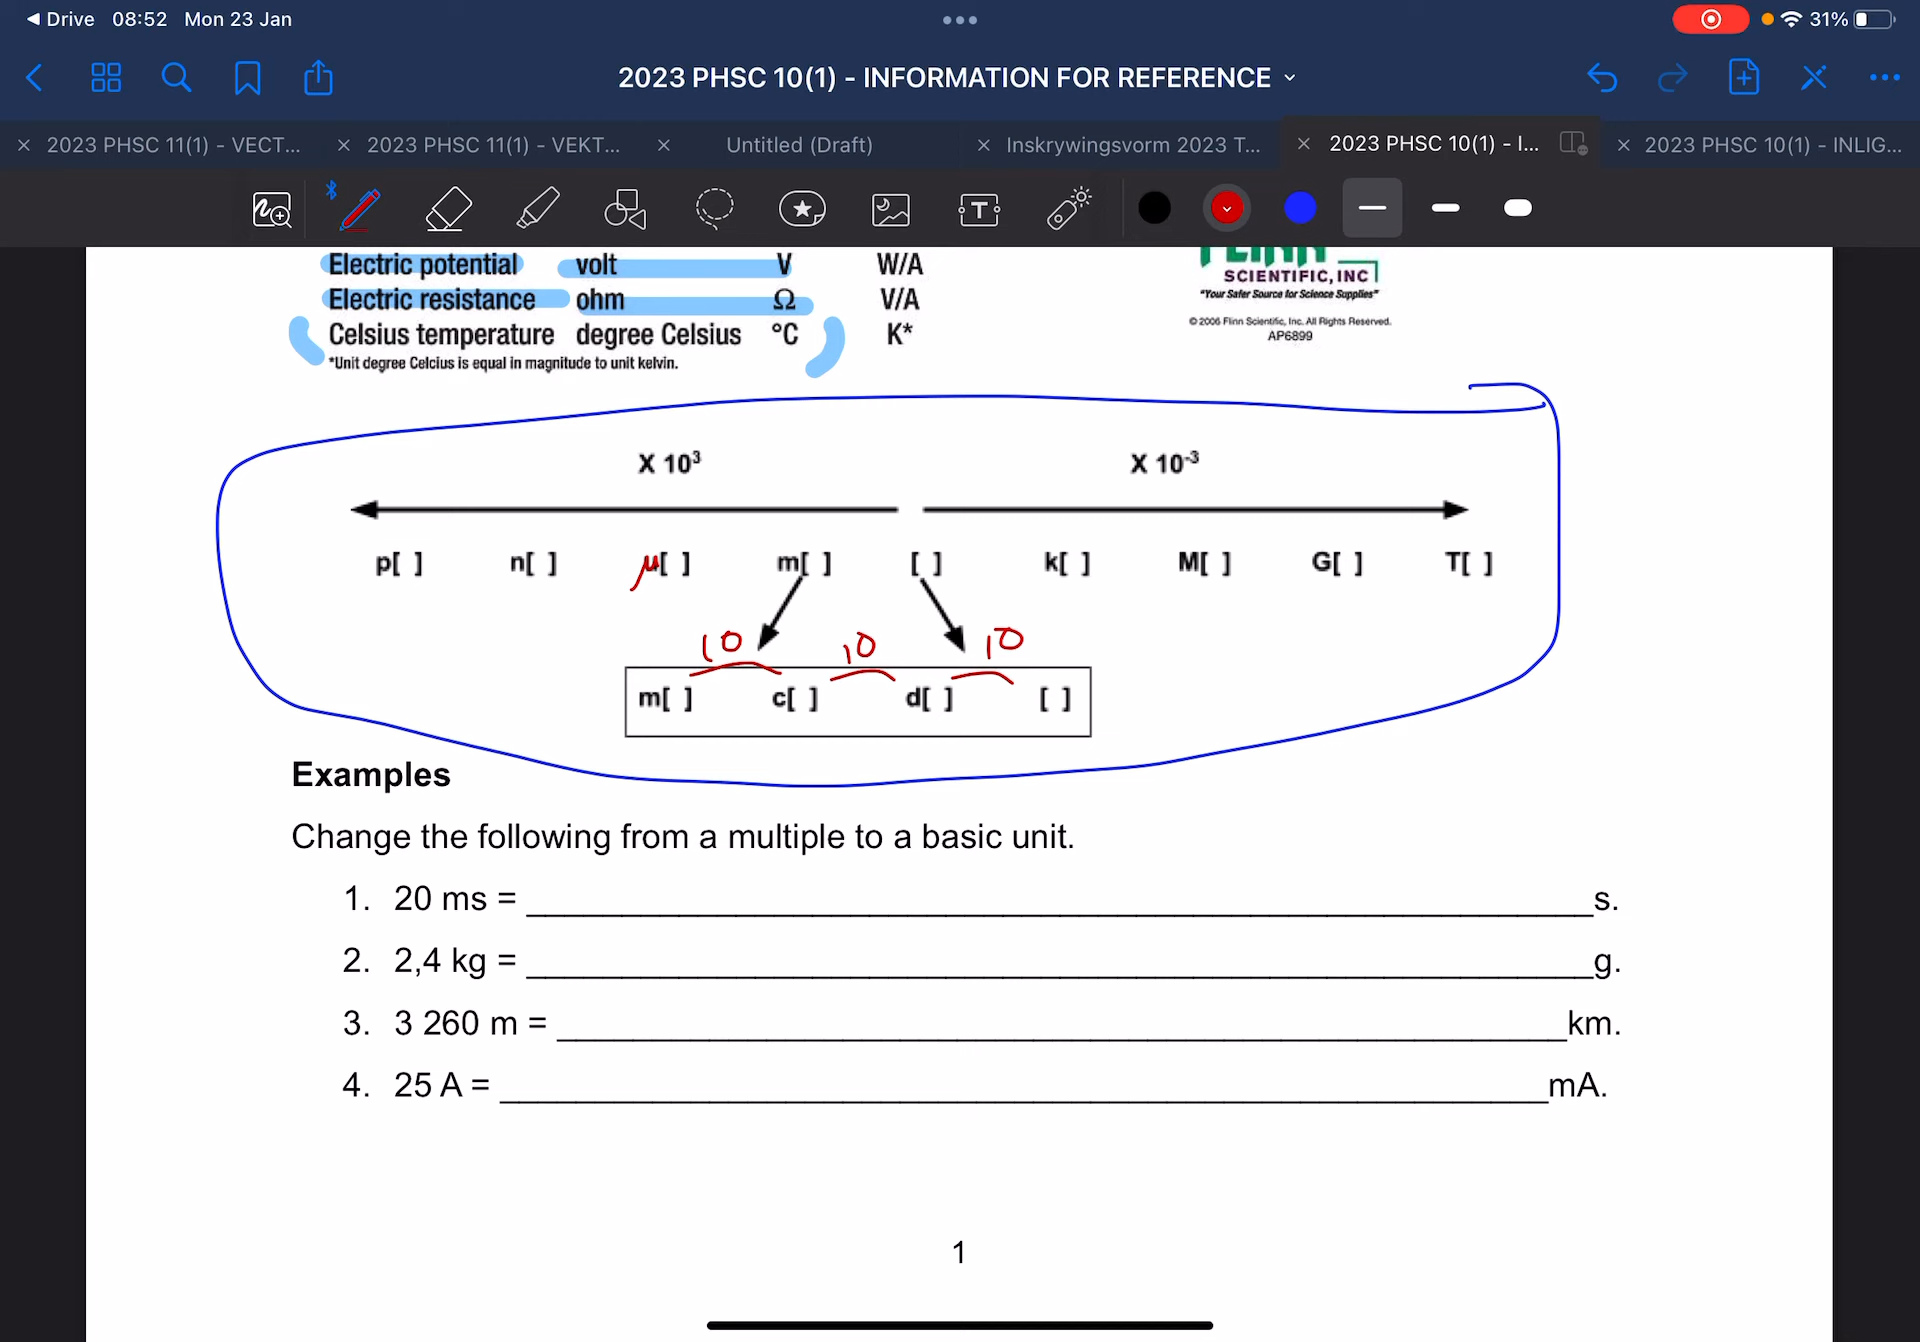 Drive 08:52 Mon 23 Jan
31%
2023 PHSC 10(1) - INFORMATION FOR REFERENCE
2023 PHSC 11(1) - VECT...
2023 PHSC 11(1) - VEKT...
Untitled (Draft)
Inskrywingsvorm 2023 T...
2023 PHSC 10(1) - I...
2023 PHSC 10(1) - INLIG...
T
Electric potential volt V W/A
Electric resistance ohm Ω V/A
Celsius temperature degree Celsius °C K*
*Unit degree Celcius is equal in magnitude to unit kelvin.
FLINN
SCIENTIFIC, INC
"Your Safer Source for Science Supplies"
© 2006 Flinn Scientific, Inc. All Rights Reserved.
AP6899
X 10³ X 10⁻³
p[ ] n[ ] μ[ ] m[ ] [ ] k[ ] M[ ] G[ ] T[ ]
10 10 10
m[ ] c[ ] d[ ] [ ]
Examples
Change the following from a multiple to a basic unit.
1. 20 ms = ______ s.
2. 2,4 kg = ______ g.
3. 3 260 m = ______ km.
4. 25 A = ______ mA.
1